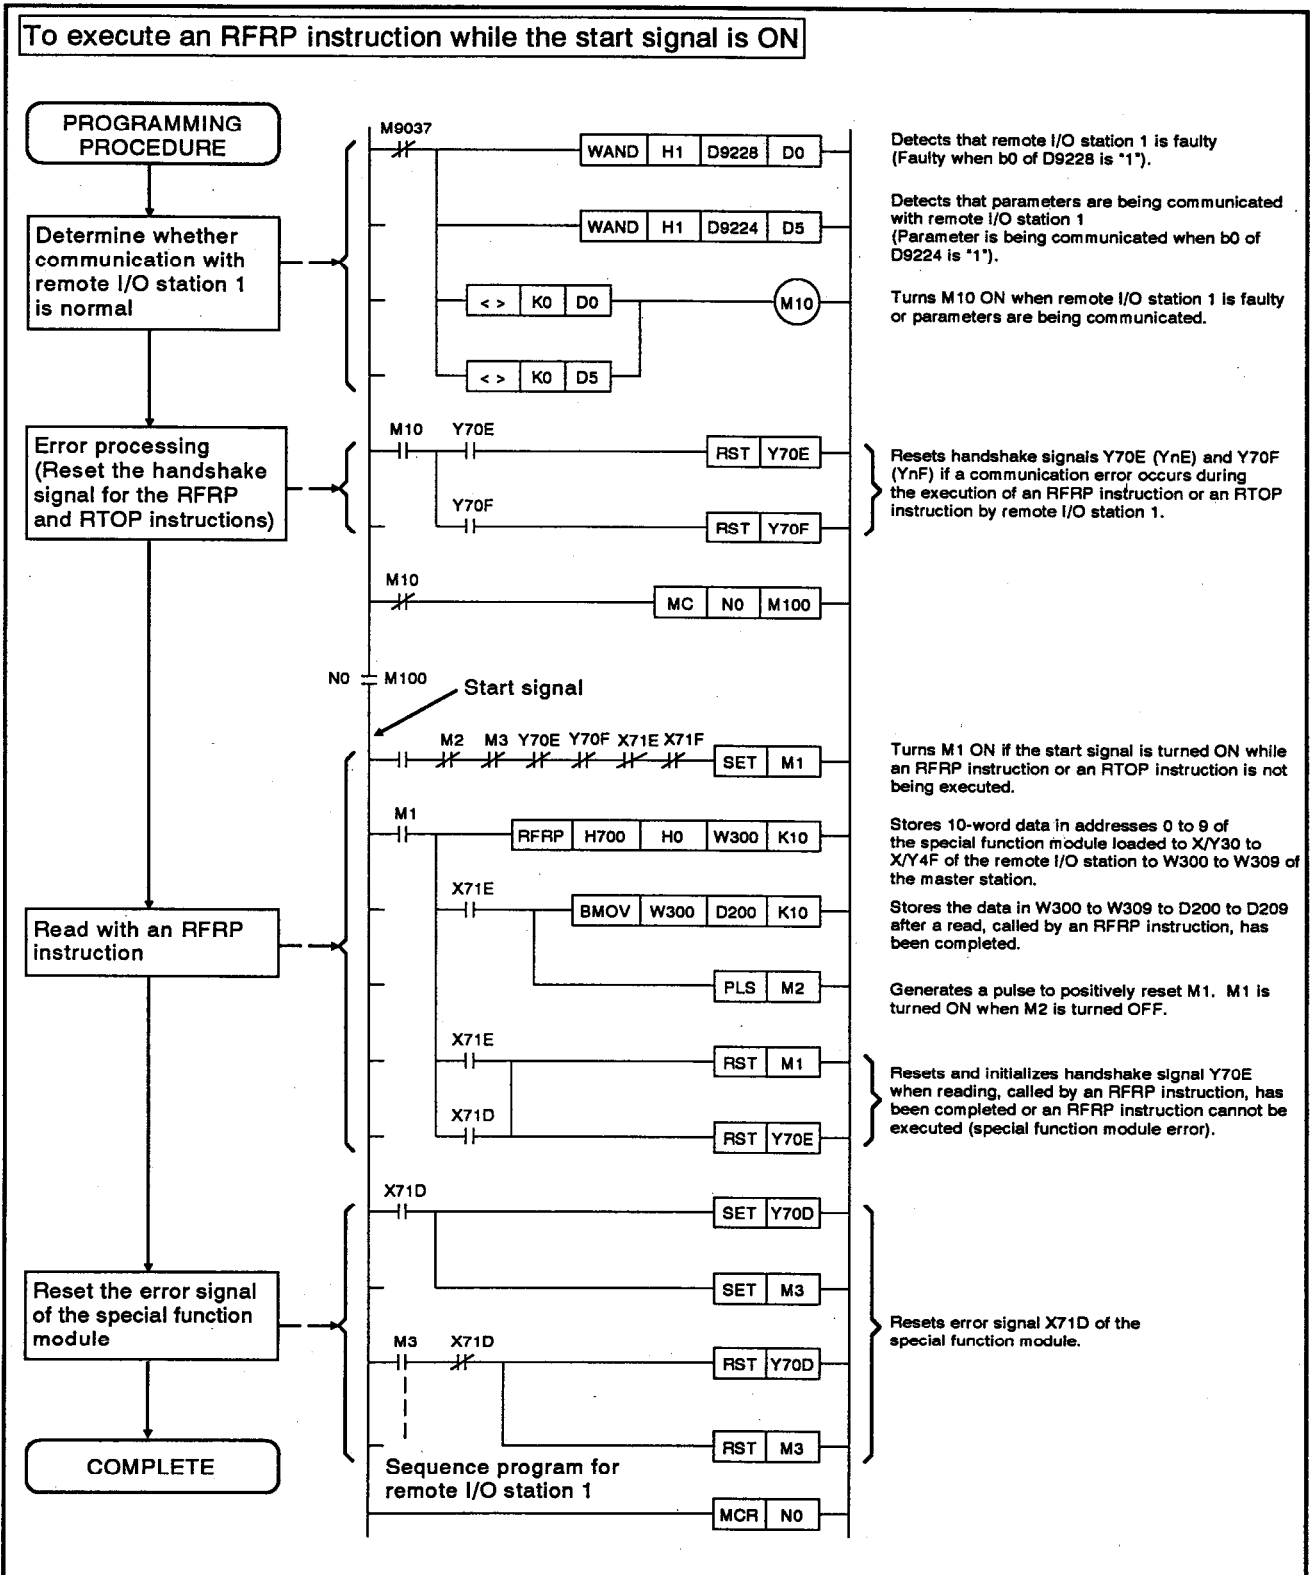 To execute an RFRP instruction while the start signal is ON
PROGRAMMING
PROCEDURE
Determine whether
communication with
remote I/O station 1
is normal
M9037
WAND H1 D9228 D0
WAND H1 D9224 D5
< > K0 D0
M10
< > K0 D5
Detects that remote I/O station 1 is faulty
(Faulty when b0 of D9228 is "1").
Detects that parameters are being communicated
with remote I/O station 1
(Parameter is being communicated when b0 of
D9224 is "1").
Turns M10 ON when remote I/O station 1 is faulty
or parameters are being communicated.
Error processing
(Reset the handshake
signal for the RFRP
and RTOP instructions)
M10 Y70E
RST Y70E
Y70F
RST Y70F
Resets handshake signals Y70E (YnE) and Y70F
(YnF) if a communication error occurs during
the execution of an RFRP instruction or an RTOP
instruction by remote I/O station 1.
M10
MC N0 M100
N0 M100
Start signal
M2 M3 Y70E Y70F X71E X71F
SET M1
Turns M1 ON if the start signal is turned ON while
an RFRP instruction or an RTOP instruction is not
being executed.
Read with an RFRP
instruction
M1
RFRP H700 H0 W300 K10
Stores 10-word data in addresses 0 to 9 of
the special function module loaded to X/Y30 to
X/Y4F of the remote I/O station to W300 to W309 of
the master station.
X71E
BMOV W300 D200 K10
Stores the data in W300 to W309 to D200 to D209
after a read, called by an RFRP instruction, has
been completed.
PLS M2
Generates a pulse to positively reset M1. M1 is
turned ON when M2 is turned OFF.
X71E
RST M1
X71D
RST Y70E
Resets and initializes handshake signal Y70E
when reading, called by an RFRP instruction, has
been completed or an RFRP instruction cannot be
executed (special function module error).
Reset the error signal
of the special function
module
X71D
SET Y70D
SET M3
M3 X71D
RST Y70D
RST M3
Resets error signal X71D of the
special function module.
COMPLETE
Sequence program for
remote I/O station 1
MCR N0